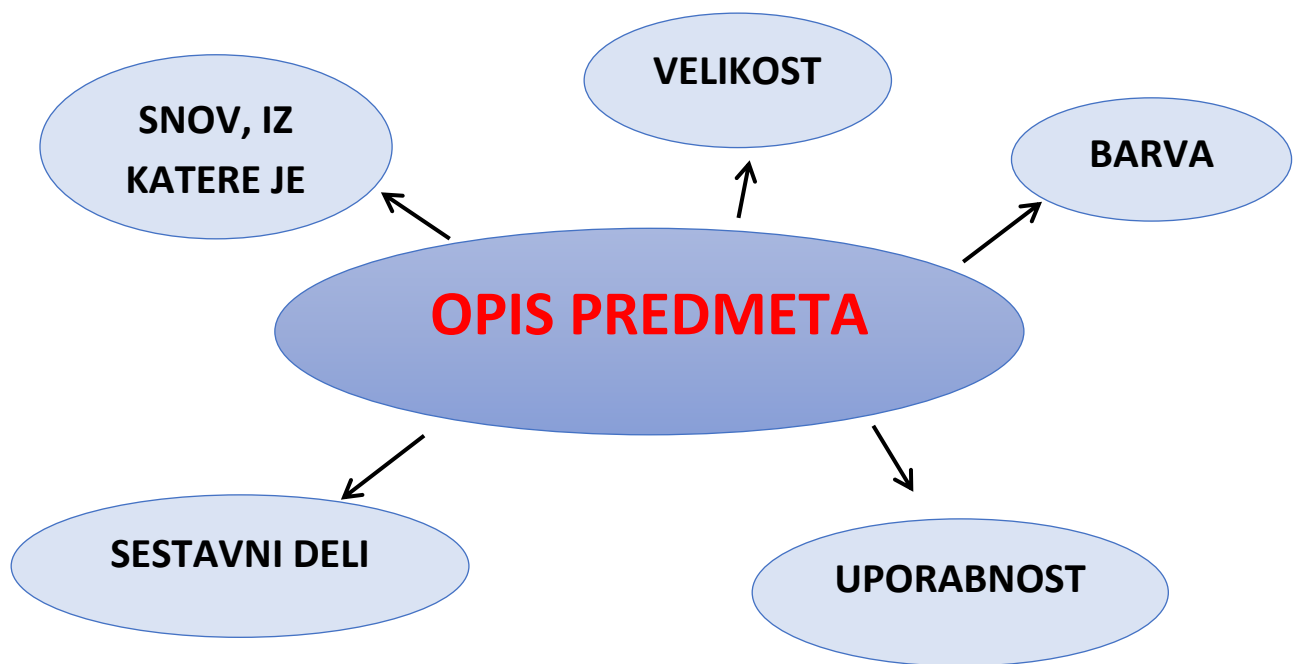 VELIKOST
SNOV, IZ
KATERE JE
BARVA
OPIS PREDMETA
SESTAVNI DELI
UPORABNOST